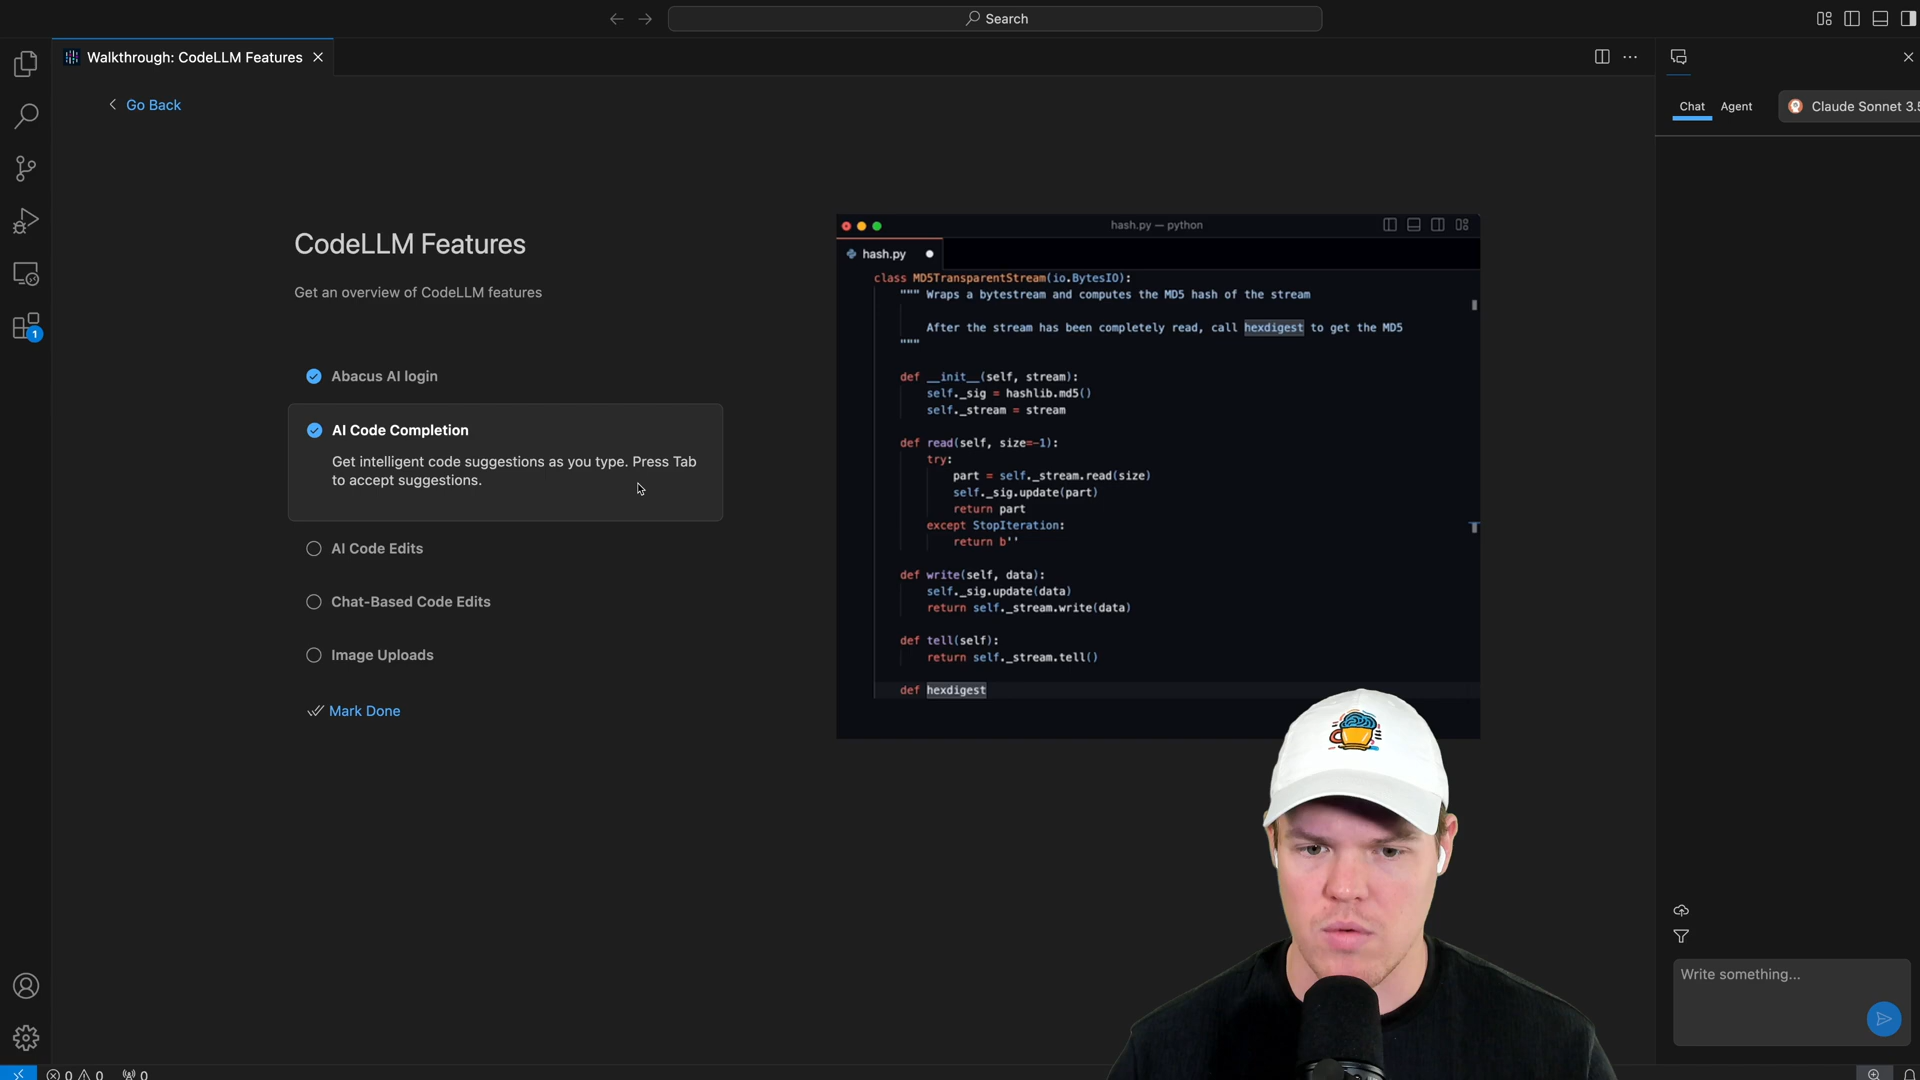 Search
Walkthrough: CodeLLM Features
Go Back
Chat
Agent
Claude Sonnet 3.5
CodeLLM Features
Get an overview of CodeLLM features
Abacus AI login
AI Code Completion
Get intelligent code suggestions as you type. Press Tab
to accept suggestions.
AI Code Edits
Chat-Based Code Edits
Image Uploads
Mark Done
1
hash.py — python
hash.py
class MD5TransparentStream(io.BytesIO):
""" Wraps a bytestream and computes the MD5 hash of the stream
After the stream has been completely read, call hexdigest to get the MD5
"""
def __init__(self, stream):
self._sig = hashlib.md5()
self._stream = stream
def read(self, size=-1):
try:
part = self._stream.read(size)
self._sig.update(part)
return part
except StopIteration:
return b''
def write(self, data):
self._sig.update(data)
return self._stream.write(data)
def tell(self):
return self._stream.tell()
def hexdigest
Write something...
0 0 0